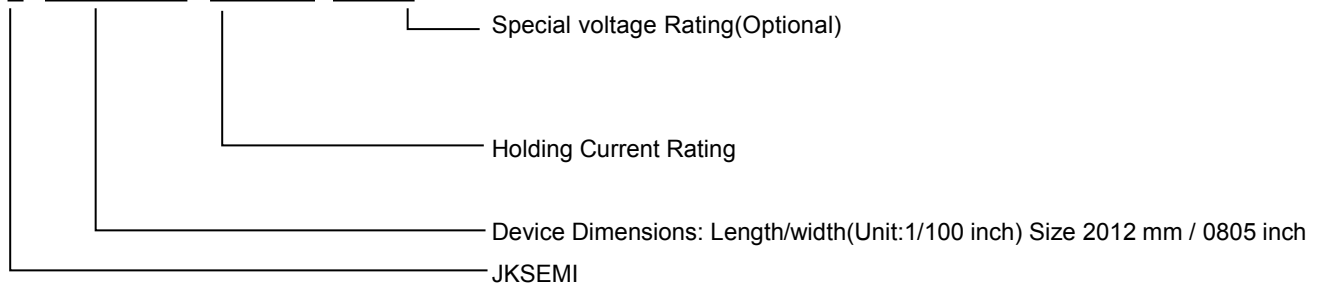 Special voltage Rating(Optional)
Holding Current Rating
Device Dimensions: Length/width(Unit:1/100 inch) Size 2012 mm / 0805 inch
JKSEMI